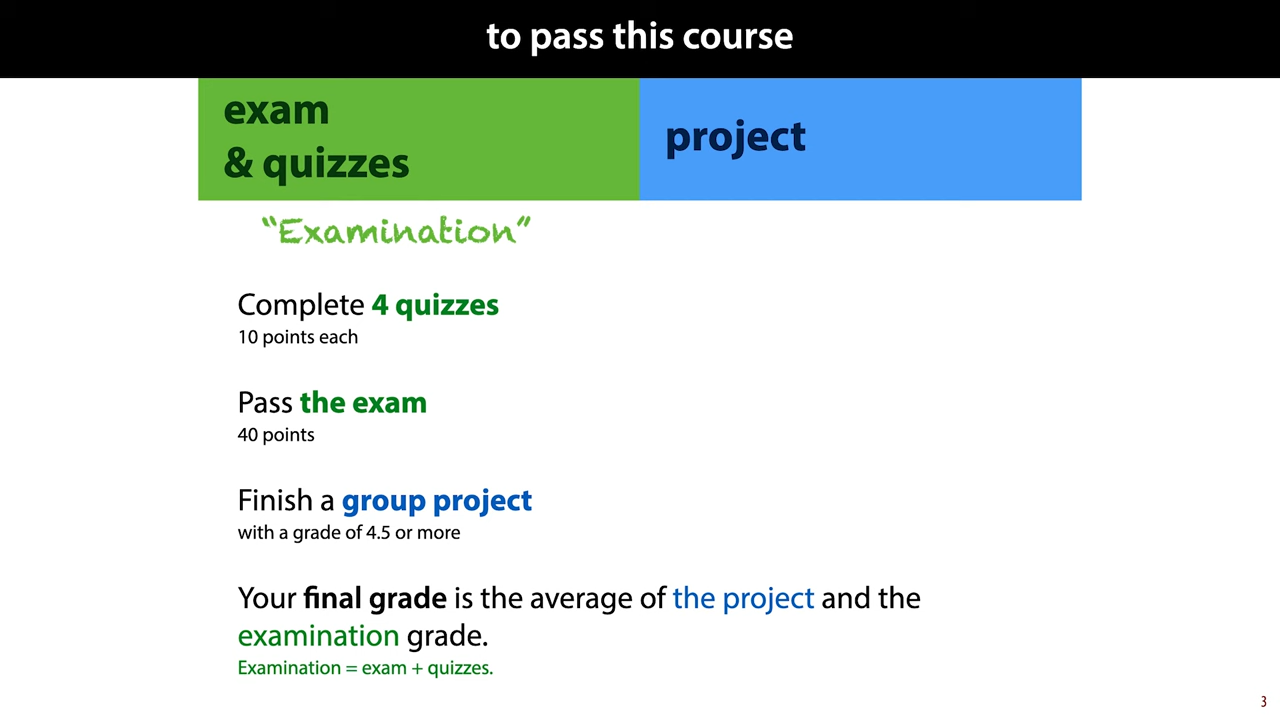 to pass this course
exam
& quizzes
project
“Examination”
Complete 4 quizzes
10 points each
Pass the exam
40 points
Finish a group project
with a grade of 4.5 or more
Your final grade is the average of the project and the
examination grade.
Examination = exam + quizzes.
3